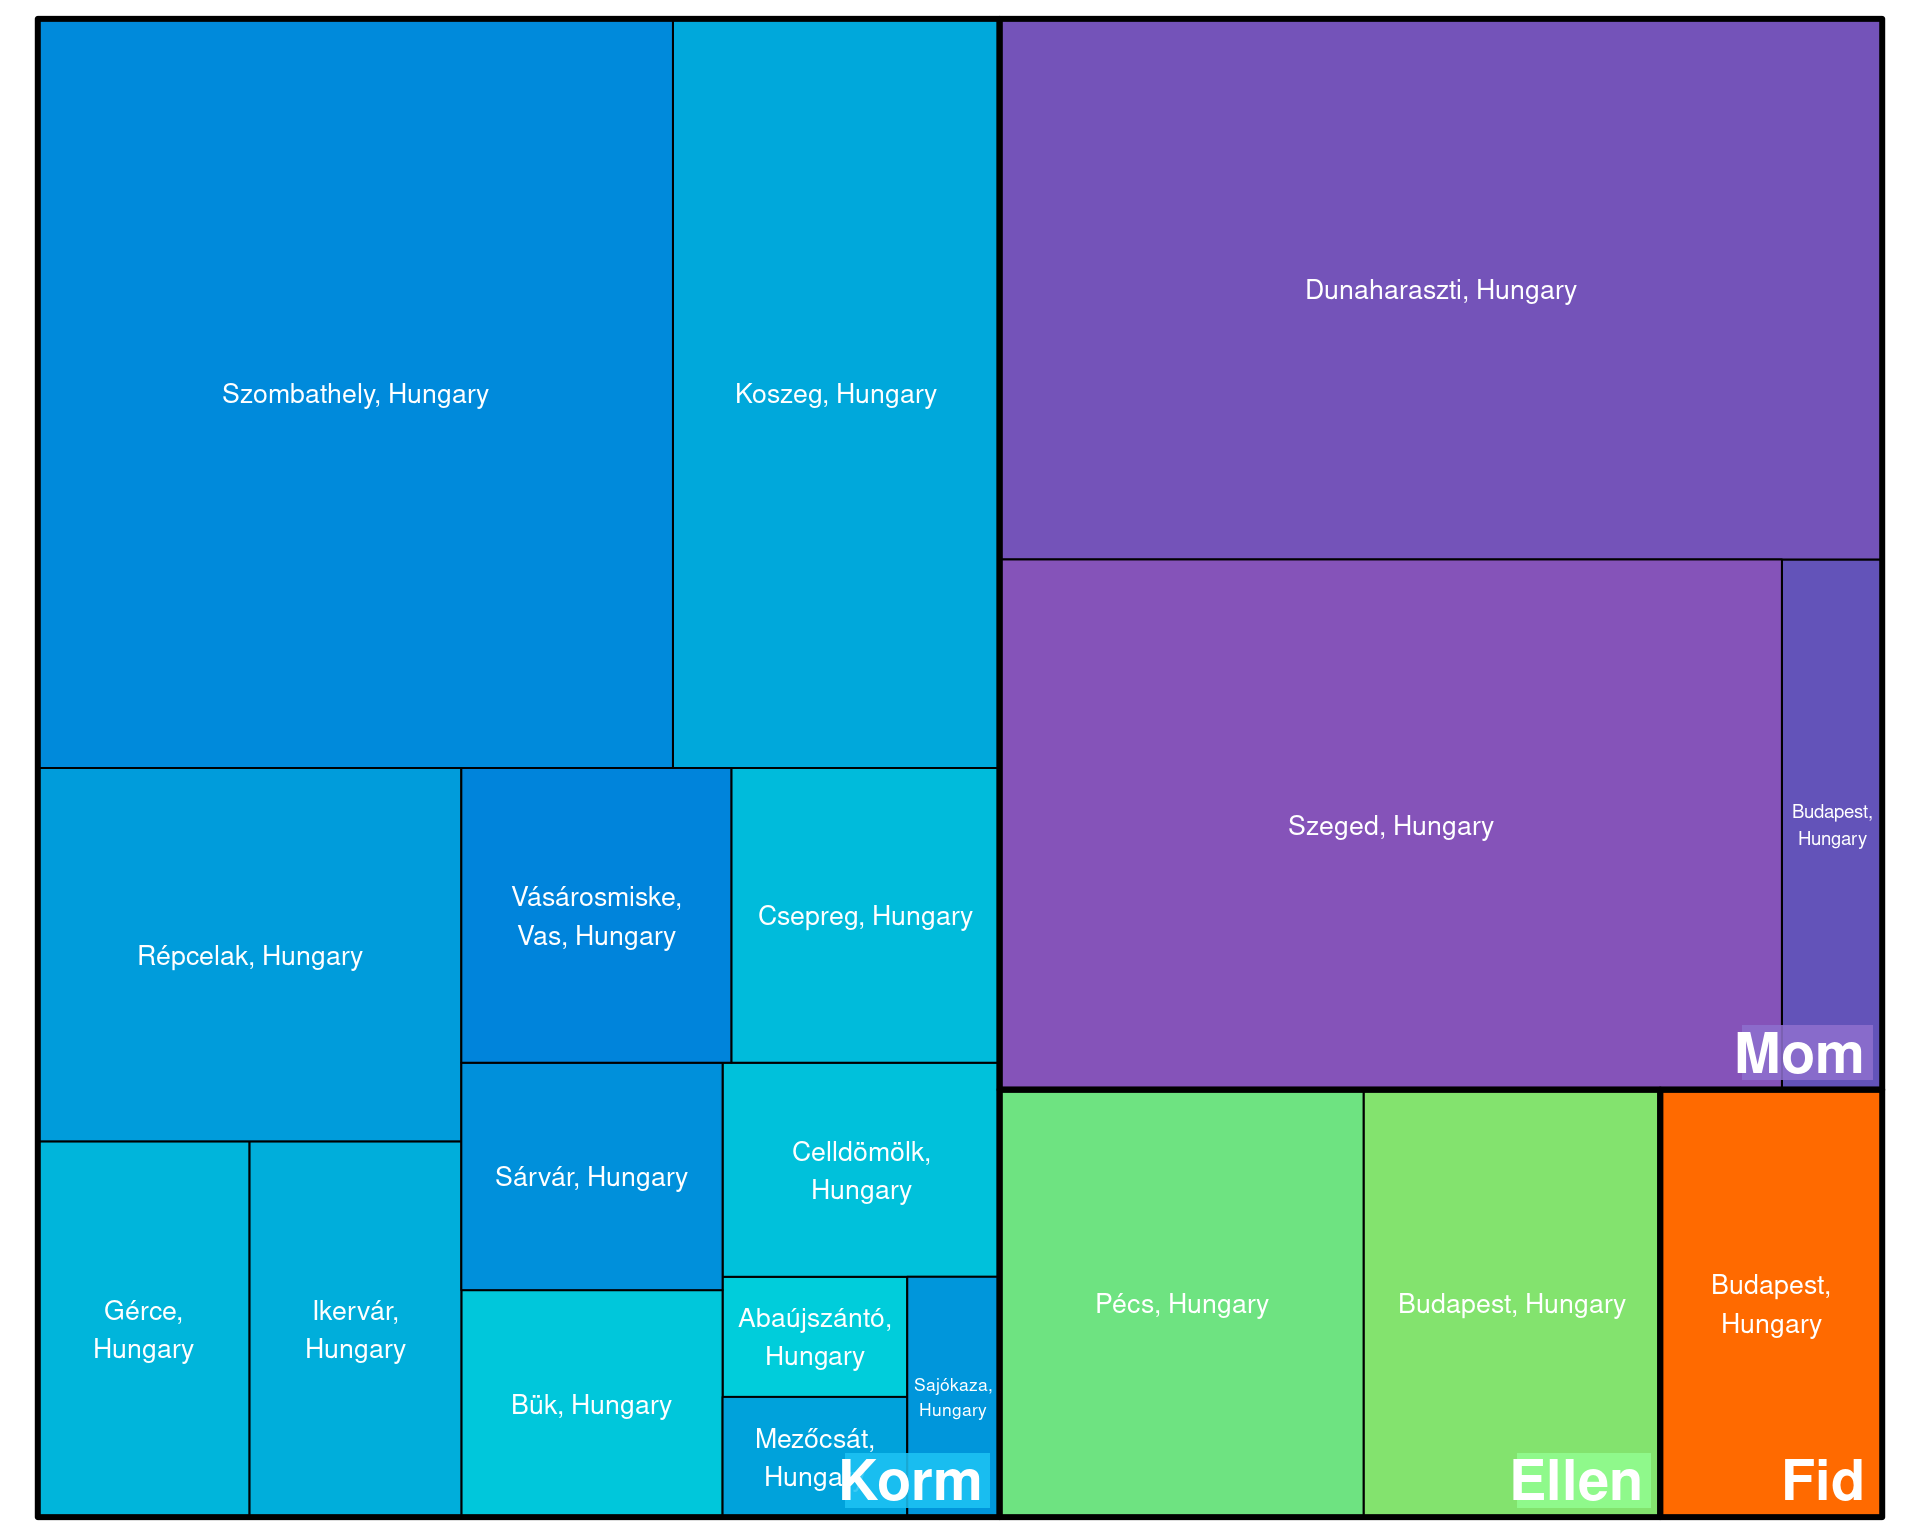 Szombathely, Hungary
Koszeg, Hungary
Répcelak, Hungary
Vásárosmiske,
Vas, Hungary
Csepreg, Hungary
Gérce,
Hungary
Ikervár,
Hungary
Sárvár, Hungary
Celldömölk,
Hungary
Bük, Hungary
Abaújszántó,
Hungary
Mezőcsát,
Hunga
Sajókaza,
Hungary
Korm
Dunaharaszti, Hungary
Szeged, Hungary
Budapest,
Hungary
Mom
Pécs, Hungary
Budapest, Hungary
Ellen
Budapest,
Hungary
Fid